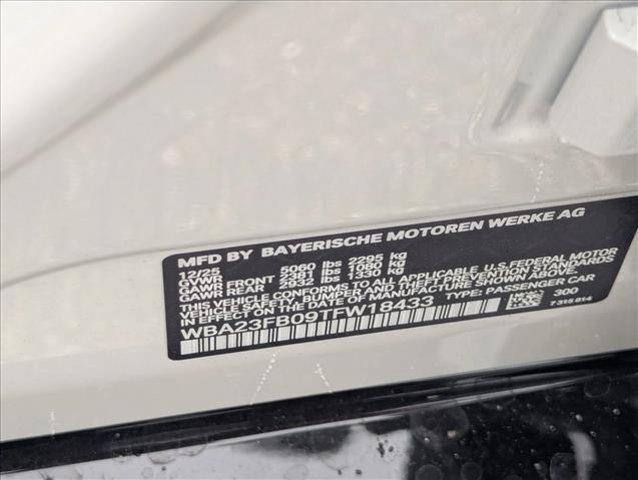 MFD BY BAYERISCHE MOTOREN WERKE AG
12/25
GVWR 5060 lbs 2295 kg
GAWR FRONT 2381 lbs 1080 kg
GAWR REAR 2932 lbs 1330 kg
THIS VEHICLE CONFORMS TO ALL APPLICABLE U.S. FEDERAL MOTOR
VEHICLE SAFETY, BUMPER AND THEFT PREVENTION STANDARDS
IN EFFECT ON THE DATE OF MANUFACTURE SHOWN ABOVE.
WBA23FB09TFW18433 TYPE: PASSENGER CAR
300
7 315 814